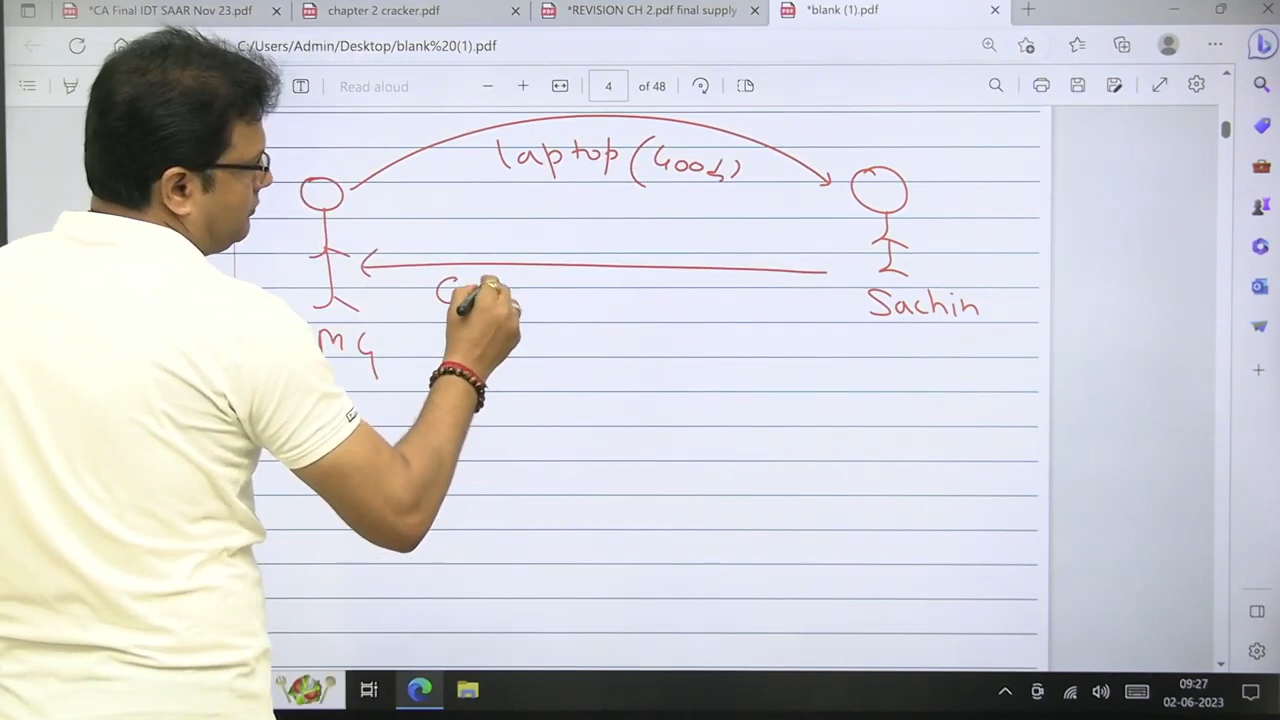 *CA Final IDT SAAR Nov 23.pdf
chapter 2 cracker.pdf
*REVISION CH 2.pdf final supply
*blank (1).pdf
C:/Users/Admin/Desktop/blank%20(1).pdf
Read aloud
4 of 48
laptop
Sachin
MG
09:27
02-06-2023